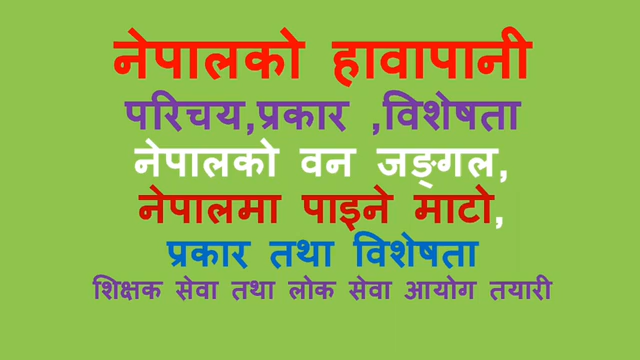 नेपालको हावापानी
परिचय,प्रकार ,विशेषता
नेपालको वन जङ्गल,
नेपालमा पाइने माटो,
प्रकार तथा विशेषता
शिक्षक सेवा तथा लोक सेवा आयोग तयारी